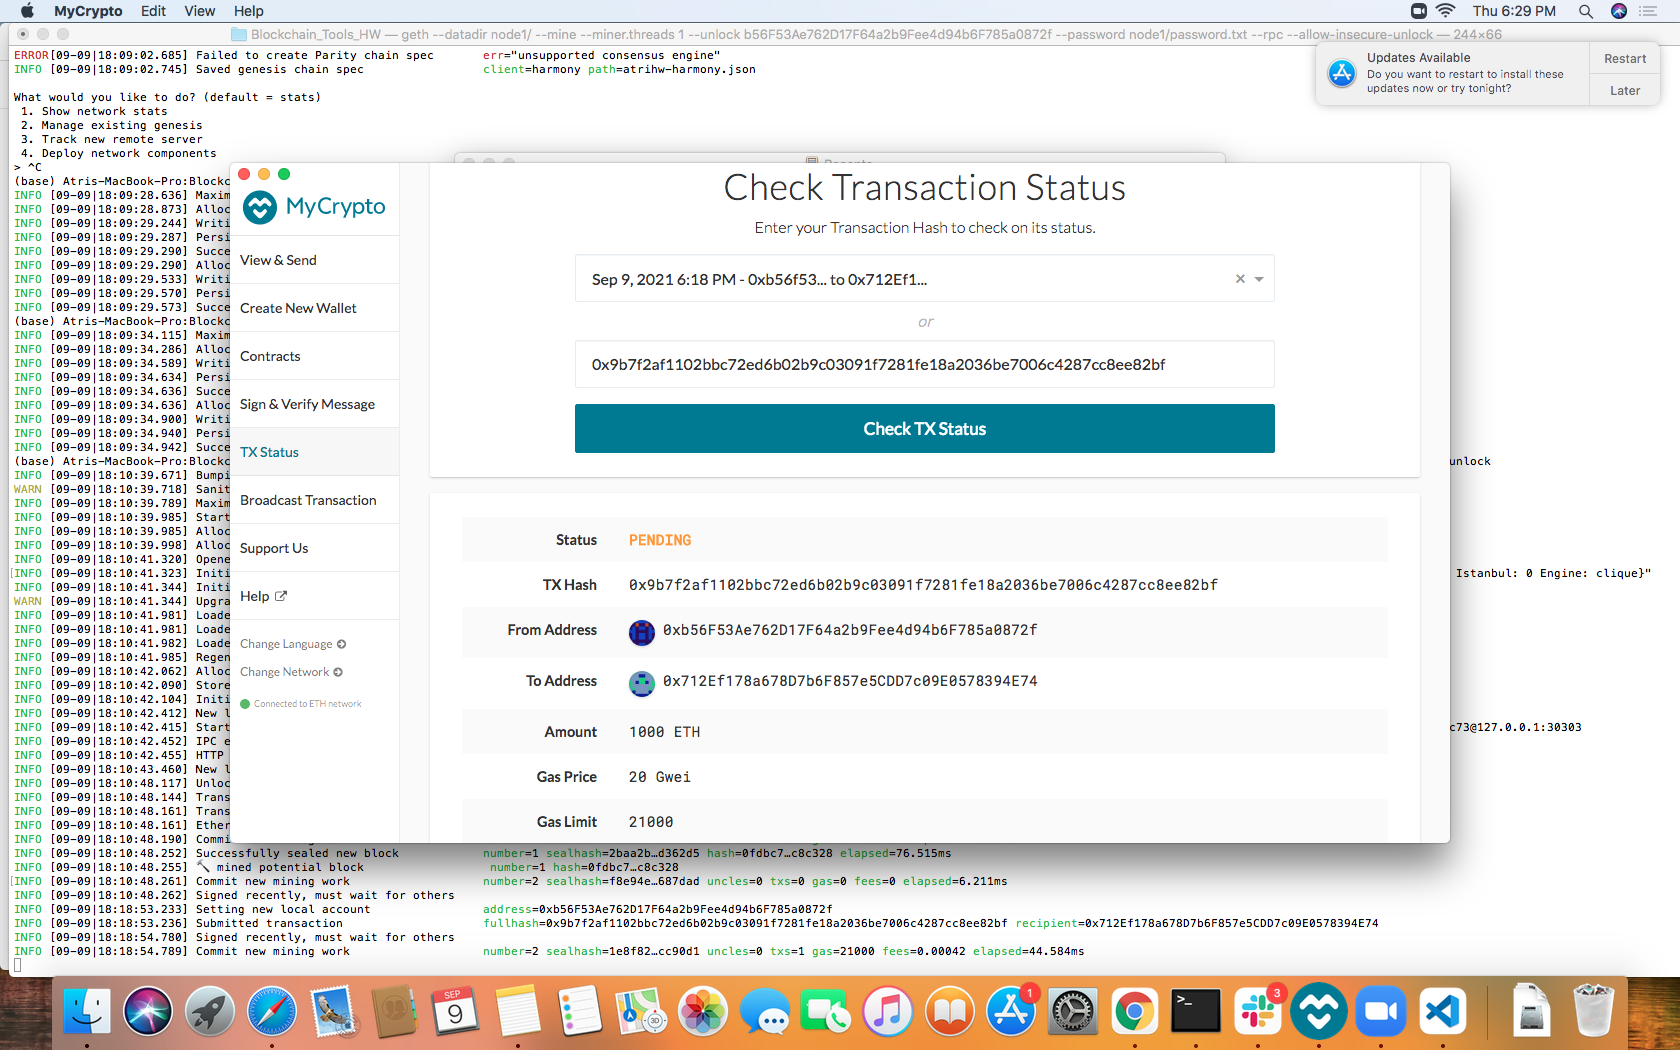 MyCrypto Edit View Help Thu 6:29 PM
Blockchain_Tools_HW — geth --datadir node1/ --mine --miner.threads 1 --unlock b56F53Ae762D17F64a2b9Fee4d94b6F785a0872f --password node1/password.txt --rpc --allow-insecure-unlock — 244×66
ERROR[09-09|18:09:02.685] Failed to create Parity chain spec err="unsupported consensus engine"
INFO [09-09|18:09:02.745] Saved genesis chain spec client=harmony path=atrihw-harmony.json
Updates Available
Do you want to restart to install these
updates now or try tonight?
Restart
Later
What would you like to do? (default = stats)
1. Show network stats
2. Manage existing genesis
3. Track new remote server
4. Deploy network components
> ^C
(base) Atris-MacBook-Pro:Blockc
INFO [09-09|18:09:28.636] Maxim
INFO [09-09|18:09:28.873] Alloc
INFO [09-09|18:09:29.244] Writi
INFO [09-09|18:09:29.287] Persi
INFO [09-09|18:09:29.290] Succe
INFO [09-09|18:09:29.290] Alloc
INFO [09-09|18:09:29.533] Writi
INFO [09-09|18:09:29.570] Persi
INFO [09-09|18:09:29.573] Succe
(base) Atris-MacBook-Pro:Blockc
INFO [09-09|18:09:34.115] Maxim
INFO [09-09|18:09:34.286] Alloc
INFO [09-09|18:09:34.589] Writi
INFO [09-09|18:09:34.634] Persi
INFO [09-09|18:09:34.636] Succe
INFO [09-09|18:09:34.636] Alloc
INFO [09-09|18:09:34.900] Writi
INFO [09-09|18:09:34.940] Persi
INFO [09-09|18:09:34.942] Succe
(base) Atris-MacBook-Pro:Blockc unlock
INFO [09-09|18:10:39.671] Bumpi
WARN [09-09|18:10:39.718] Sanit
INFO [09-09|18:10:39.789] Maxim
INFO [09-09|18:10:39.985] Start
INFO [09-09|18:10:39.985] Alloc
INFO [09-09|18:10:39.998] Alloc
INFO [09-09|18:10:41.320] Opene
[INFO [09-09|18:10:41.323] Initi Istanbul: 0 Engine: clique}"
INFO [09-09|18:10:41.344] Initi
WARN [09-09|18:10:41.344] Upgra
INFO [09-09|18:10:41.981] Loade
INFO [09-09|18:10:41.981] Loade
INFO [09-09|18:10:41.982] Loade
INFO [09-09|18:10:41.985] Regen
INFO [09-09|18:10:42.062] Alloc
INFO [09-09|18:10:42.090] Store
INFO [09-09|18:10:42.104] Initi
INFO [09-09|18:10:42.412] New l
INFO [09-09|18:10:42.415] Start c73@127.0.0.1:30303
INFO [09-09|18:10:42.452] IPC e
INFO [09-09|18:10:42.455] HTTP
INFO [09-09|18:10:43.460] New l
INFO [09-09|18:10:48.117] Unloc
INFO [09-09|18:10:48.144] Trans
INFO [09-09|18:10:48.161] Trans
INFO [09-09|18:10:48.161] Ether
INFO [09-09|18:10:48.190] Commi
INFO [09-09|18:10:48.252] Successfully sealed new block number=1 sealhash=2baa2b…d362d5 hash=0fdbc7…c8c328 elapsed=76.515ms
INFO [09-09|18:10:48.255] 🔨 mined potential block number=1 hash=0fdbc7…c8c328
[INFO [09-09|18:10:48.261] Commit new mining work number=2 sealhash=f8e94e…687dad uncles=0 txs=0 gas=0 fees=0 elapsed=6.211ms
INFO [09-09|18:10:48.262] Signed recently, must wait for others
INFO [09-09|18:18:53.233] Setting new local account address=0xb56F53Ae762D17F64a2b9Fee4d94b6F785a0872f
INFO [09-09|18:18:53.236] Submitted transaction fullhash=0x9b7f2af1102bbc72ed6b02b9c03091f7281fe18a2036be7006c4287cc8ee82bf recipient=0x712Ef178a678D7b6F857e5CDD7c09E0578394E74
INFO [09-09|18:18:54.780] Signed recently, must wait for others
INFO [09-09|18:18:54.789] Commit new mining work number=2 sealhash=1e8f82…cc90d1 uncles=0 txs=1 gas=21000 fees=0.00042 elapsed=44.584ms
MyCrypto
View & Send
Create New Wallet
Contracts
Sign & Verify Message
TX Status
Broadcast Transaction
Support Us
Help
Change Language
Change Network
Connected to ETH network
Check Transaction Status
Enter your Transaction Hash to check on its status.
Sep 9, 2021 6:18 PM - 0xb56f53... to 0x712Ef1...
or
0x9b7f2af1102bbc72ed6b02b9c03091f7281fe18a2036be7006c4287cc8ee82bf
Check TX Status
Status PENDING
TX Hash 0x9b7f2af1102bbc72ed6b02b9c03091f7281fe18a2036be7006c4287cc8ee82bf
From Address 0xb56F53Ae762D17F64a2b9Fee4d94b6F785a0872f
To Address 0x712Ef178a678D7b6F857e5CDD7c09E0578394E74
Amount 1000 ETH
Gas Price 20 Gwei
Gas Limit 21000
SEP
9
3D
1
>_
3